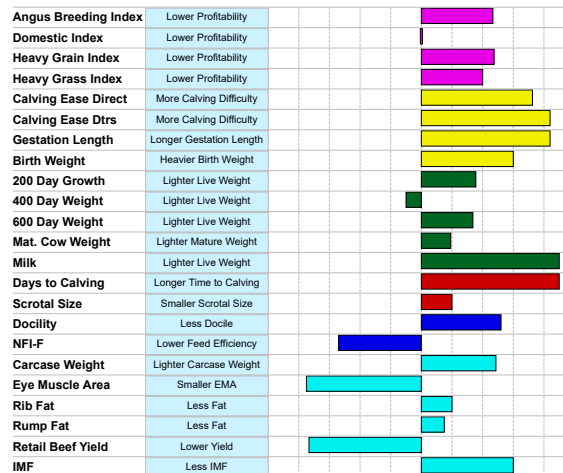 Angus Breeding Index Lower Profitability
Domestic Index Lower Profitability
Heavy Grain Index Lower Profitability
Heavy Grass Index Lower Profitability
Calving Ease Direct More Calving Difficulty
Calving Ease Dtrs More Calving Difficulty
Gestation Length Longer Gestation Length
Birth Weight Heavier Birth Weight
200 Day Growth Lighter Live Weight
400 Day Weight Lighter Live Weight
600 Day Weight Lighter Live Weight
Mat. Cow Weight Lighter Mature Weight
Milk Lighter Live Weight
Days to Calving Longer Time to Calving
Scrotal Size Smaller Scrotal Size
Docility Less Docile
NFI-F Lower Feed Efficiency
Carcase Weight Lighter Carcase Weight
Eye Muscle Area Smaller EMA
Rib Fat Less Fat
Rump Fat Less Fat
Retail Beef Yield Lower Yield
IMF Less IMF